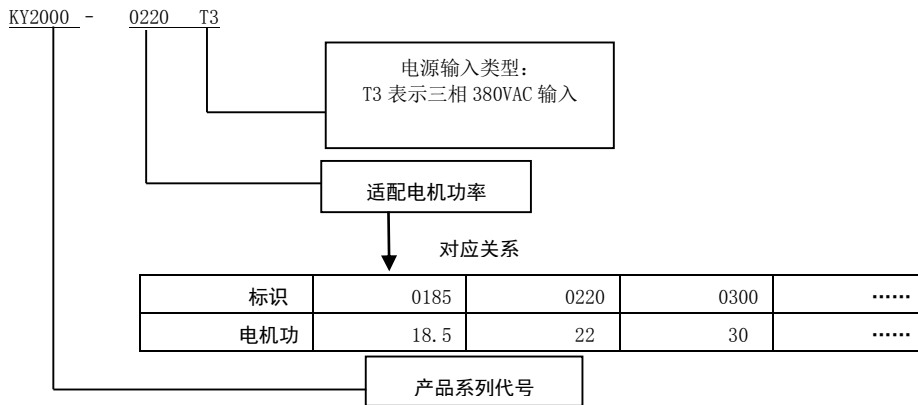 KY2000 - 0220 T3
电源输入类型：
T3 表示三相 380VAC 输入
适配电机功率
对应关系
标识 0185 0220 0300 ……
电机功 18.5 22 30 ……
产品系列代号